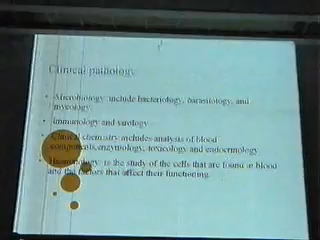 Clinical pathology
• Microbiology include bacteriology, parasitology, and
mycology.
• Immunology and virology
• Clinical chemistry includes analysis of blood
components,enzymology, toxicology and endocrinology
• Haematology is the study of the cells that are found in blood
and the factors that affect their functioning.